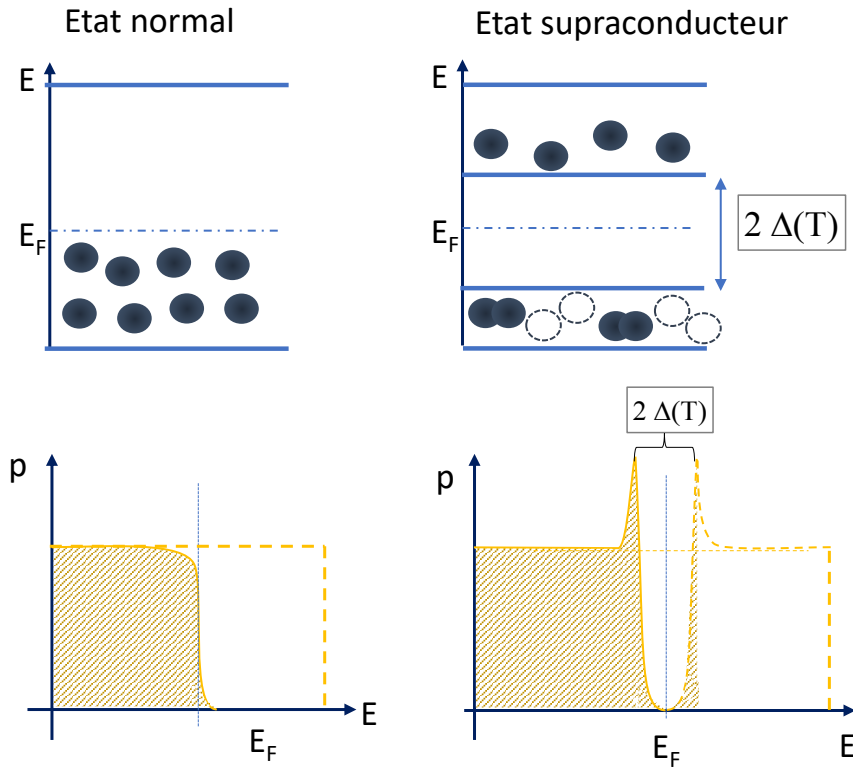 Etat normal
Etat supraconducteur
E
E_F
E
E_F
2 Δ(T)
2 Δ(T)
p
E
E_F
p
E
E_F